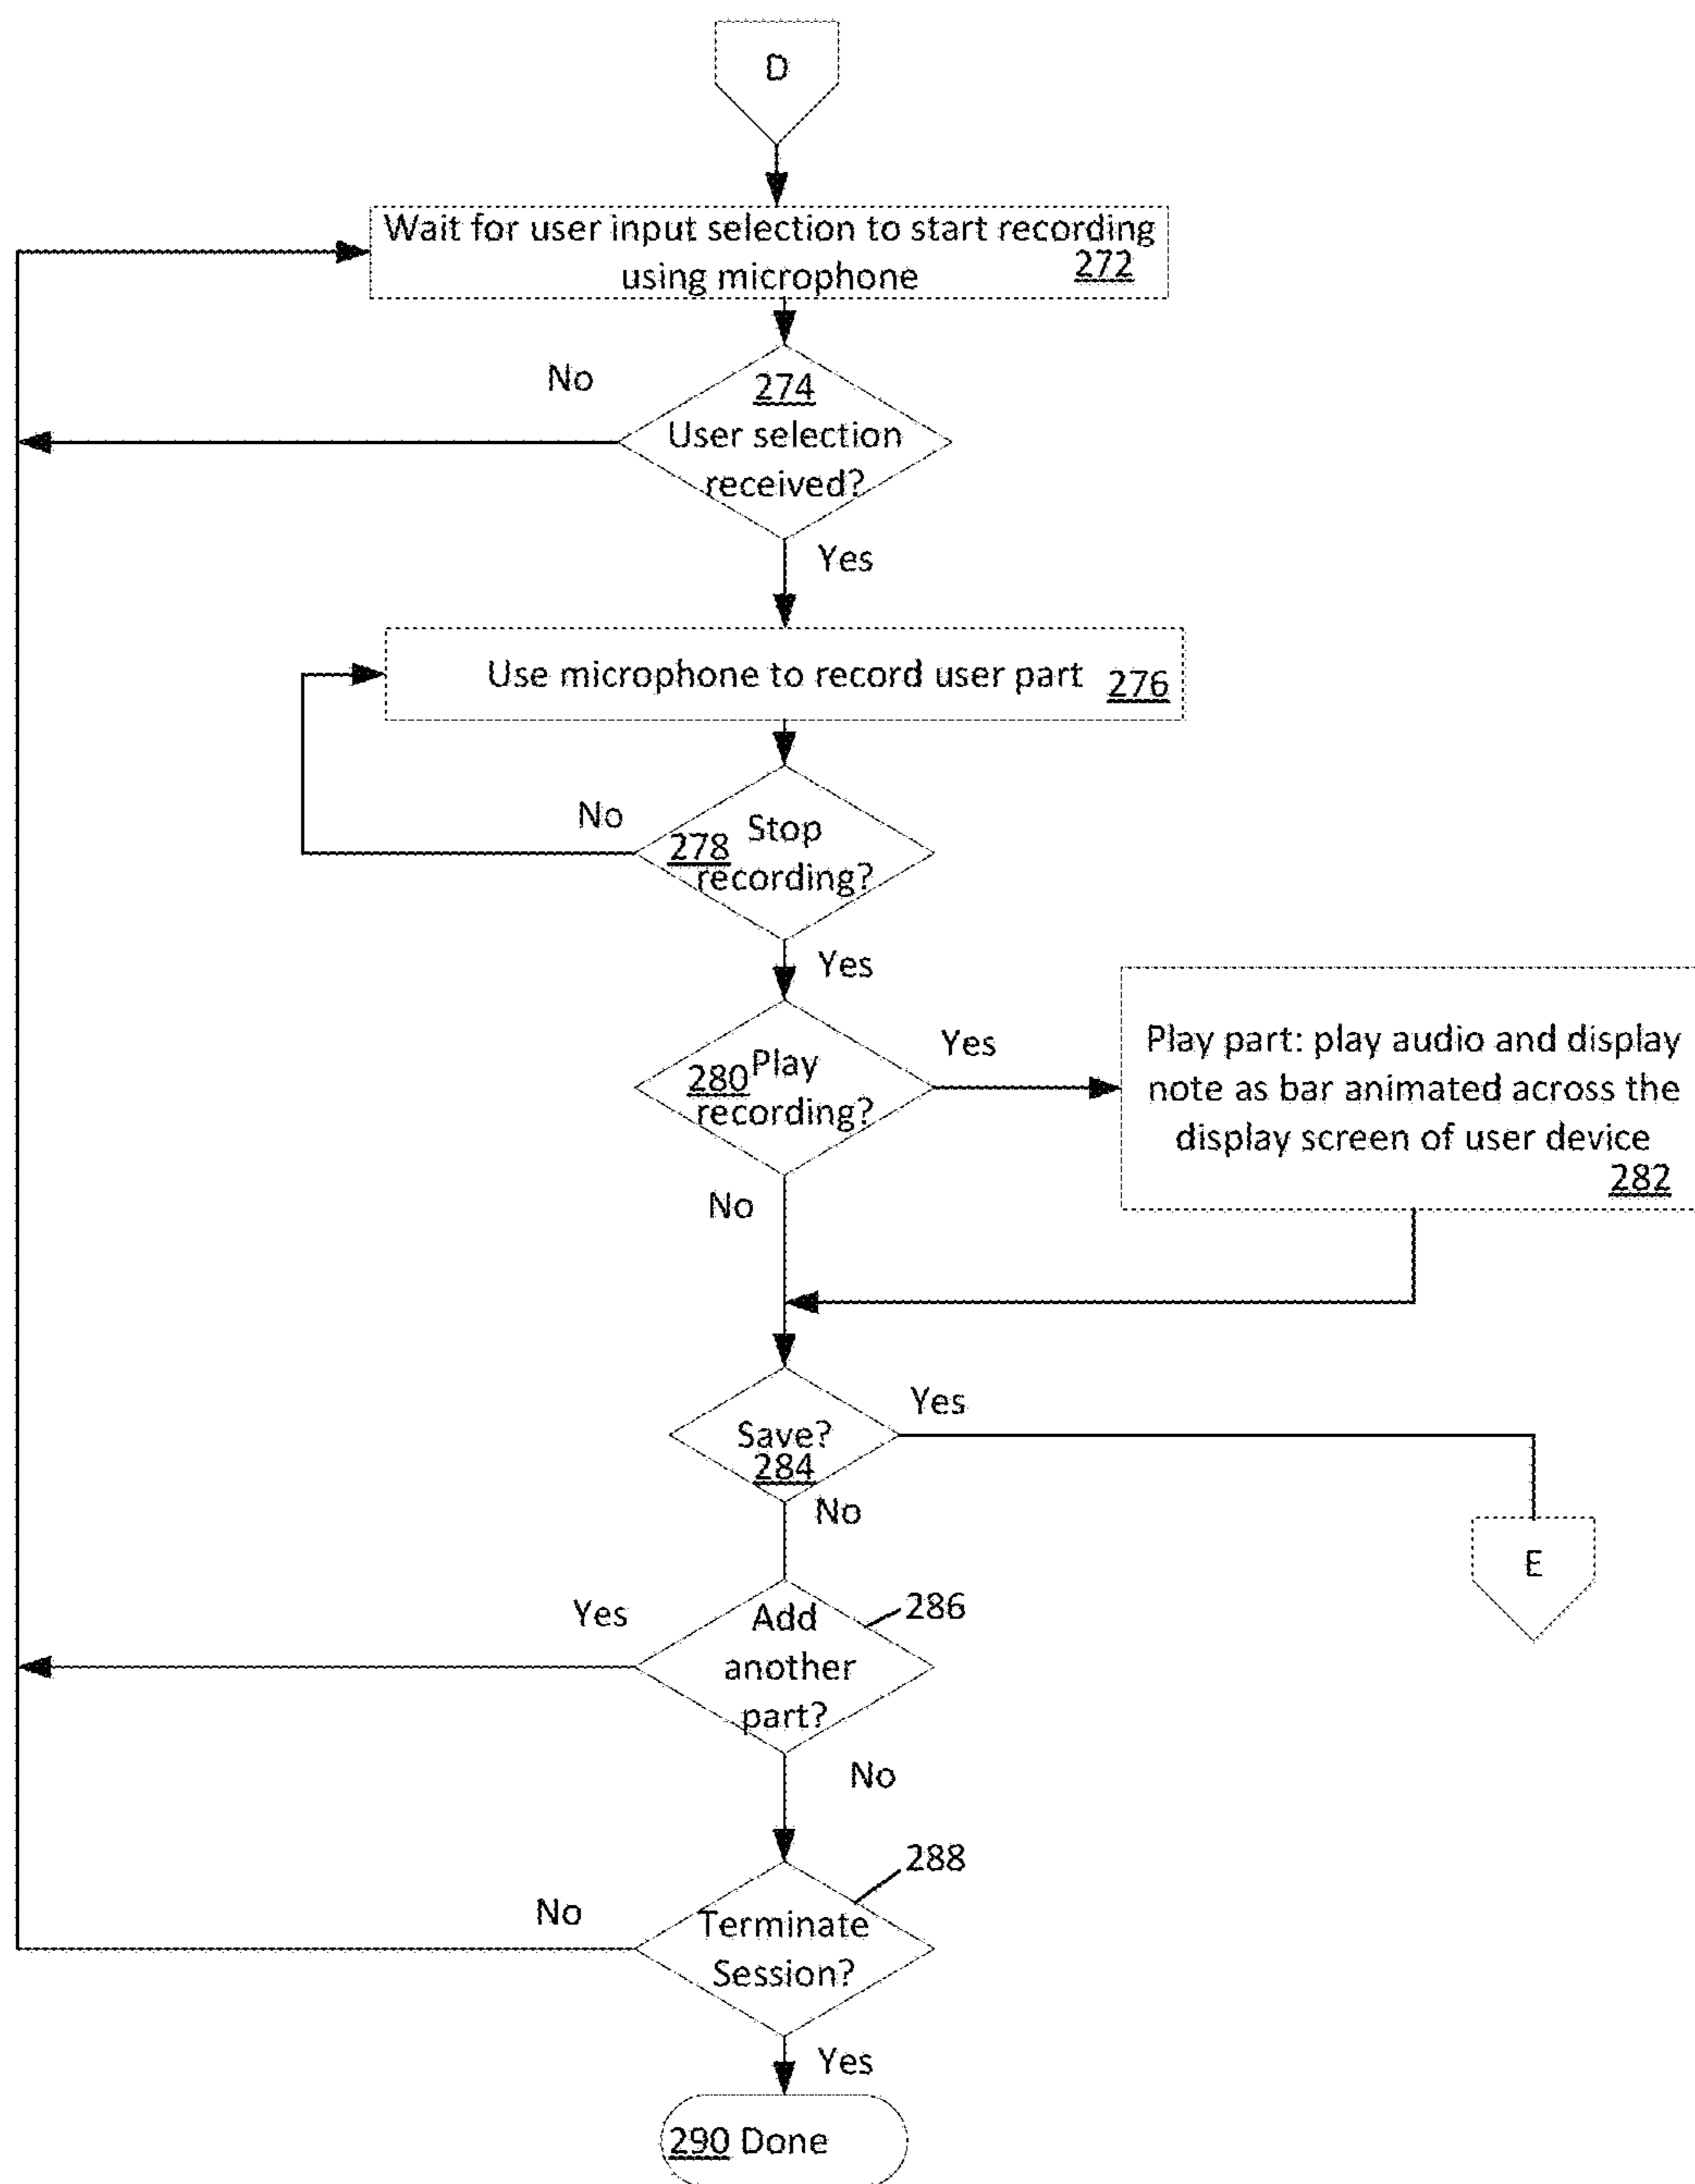 D
Wait for user input selection to start recording
using microphone 272
No
274
User selection
received?
Yes
Use microphone to record user part 276
No
Stop
278
recording?
Yes
Yes
280 Play
recording?
Play part: play audio and display
note as bar animated across the
display screen of user device
282
No
Yes
Save?
284
No
E
Yes
286
Add
another
part?
No
288
No
Terminate
Session?
Yes
290 Done